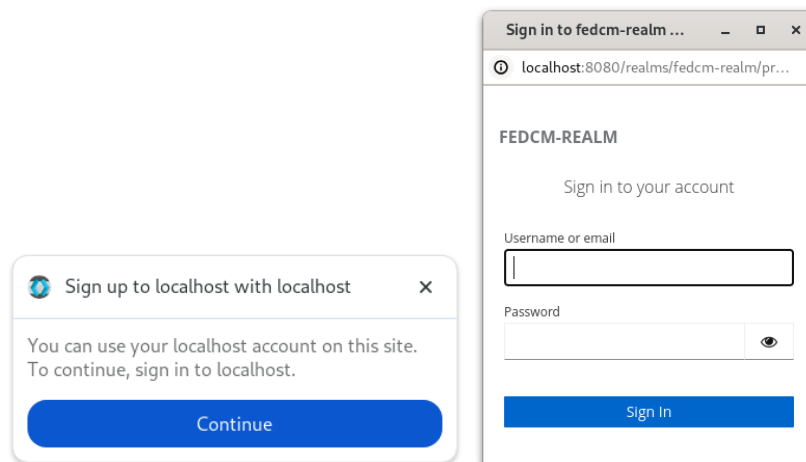 Sign up to localhost with localhost
You can use your localhost account on this site.
To continue, sign in to localhost.
Continue
Sign in to fedcm-realm ...
localhost:8080/realms/fedcm-realm/pr...
FEDCM-REALM
Sign in to your account
Username or email
Password
Sign In